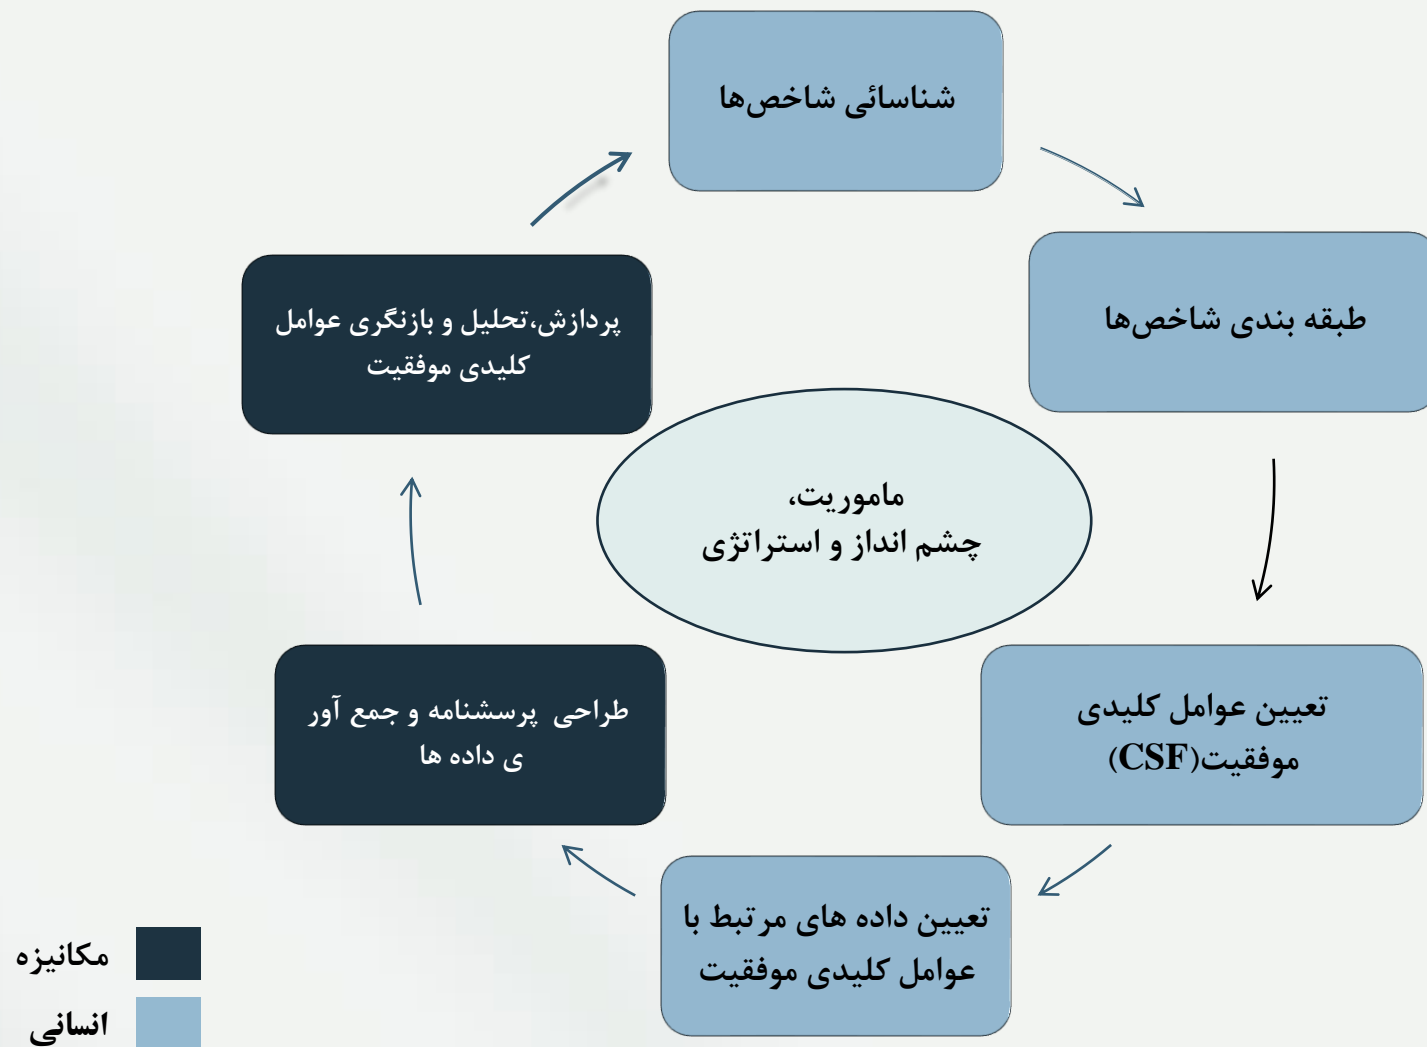 شناسائی شاخص‌ها
طبقه بندی شاخص‌ها
تعیین عوامل کلیدی
موفقیت(CSF)
تعیین داده های مرتبط با
عوامل کلیدی موفقیت
طراحی پرسشنامه و جمع آور
ی داده ها
پردازش،تحلیل و بازنگری عوامل
کلیدی موفقیت
ماموریت،
چشم انداز و استراتژی
مکانیزه
انسانی